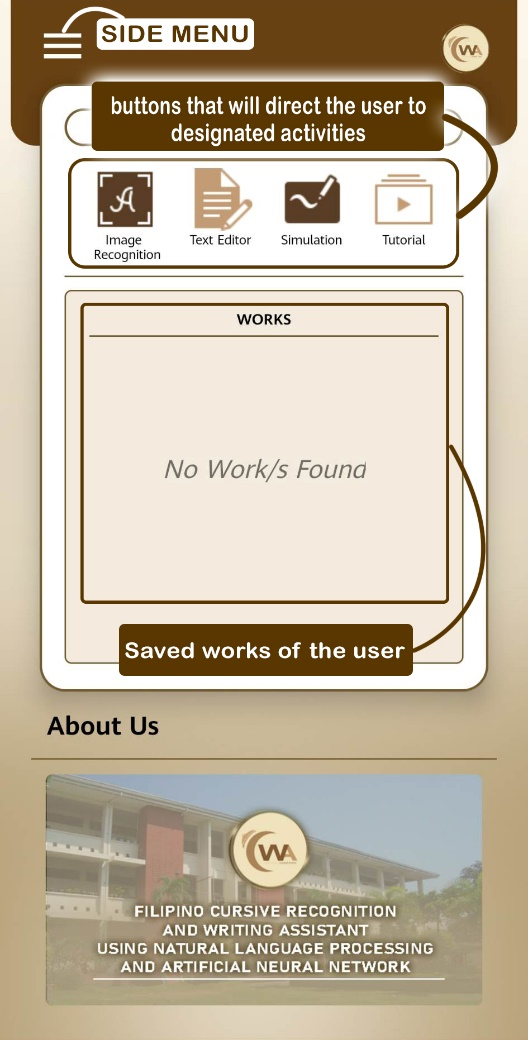 SIDE MENU
CWA
buttons that will direct the user to
designated activities
A
Image
Recognition
Text Editor
Simulation
Tutorial
WORKS
No Work/s Found
Saved works of the user
About Us
CWA
FILIPINO CURSIVE RECOGNITION
AND WRITING ASSISTANT
USING NATURAL LANGUAGE PROCESSING
AND ARTIFICIAL NEURAL NETWORK